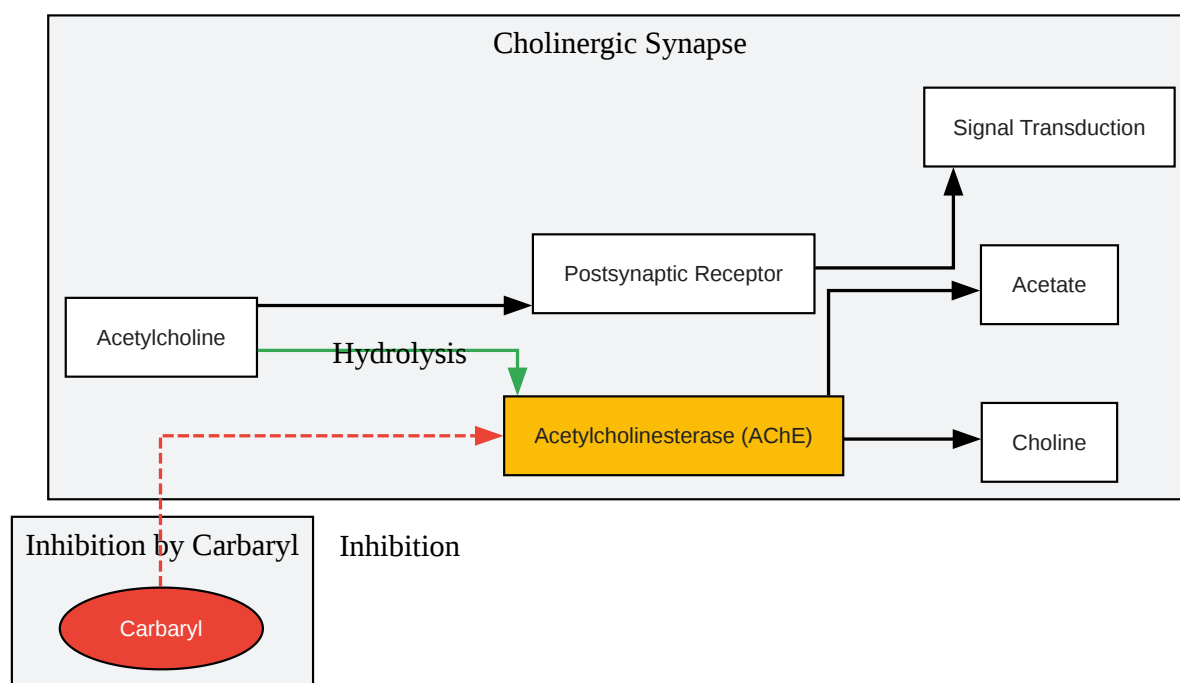 Cholinergic Synapse
Signal Transduction
Postsynaptic Receptor
Acetate
Acetylcholine
Hydrolysis
Acetylcholinesterase (AChE)
Choline
Inhibition by Carbaryl
Inhibition
Carbaryl